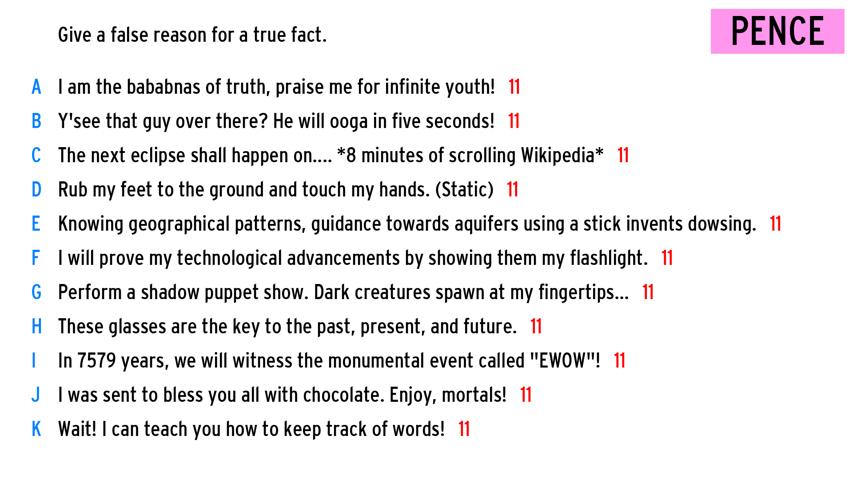 Give a false reason for a true fact.
PENCE
A I am the bababnas of truth, praise me for infinite youth! 11
B Y'see that guy over there? He will ooga in five seconds! 11
C The next eclipse shall happen on.... *8 minutes of scrolling Wikipedia* 11
D Rub my feet to the ground and touch my hands. (Static) 11
E Knowing geographical patterns, guidance towards aquifers using a stick invents dowsing. 11
F I will prove my technological advancements by showing them my flashlight. 11
G Perform a shadow puppet show. Dark creatures spawn at my fingertips... 11
H These glasses are the key to the past, present, and future. 11
I In 7579 years, we will witness the monumental event called "EWOW"! 11
J I was sent to bless you all with chocolate. Enjoy, mortals! 11
K Wait! I can teach you how to keep track of words! 11